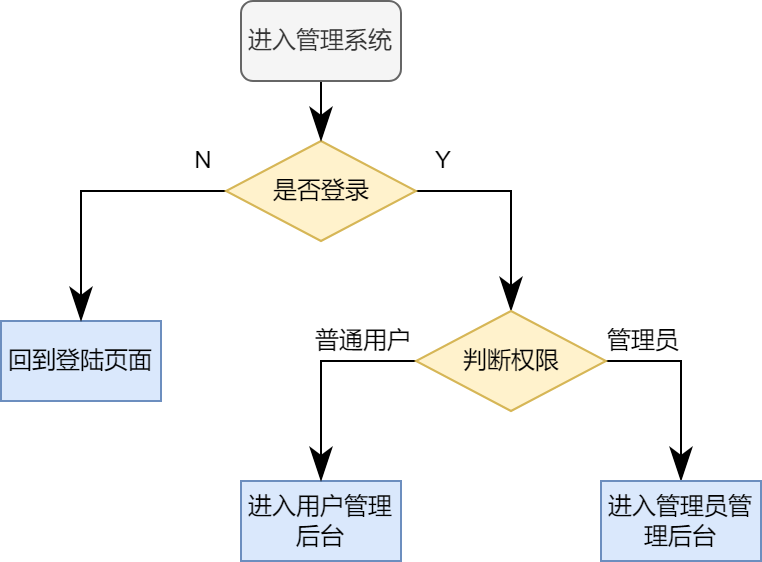 进入管理系统
N
Y
是否登录
普通用户
管理员
回到登陆页面
判断权限
进入用户管理
后台
进入管理员管
理后台